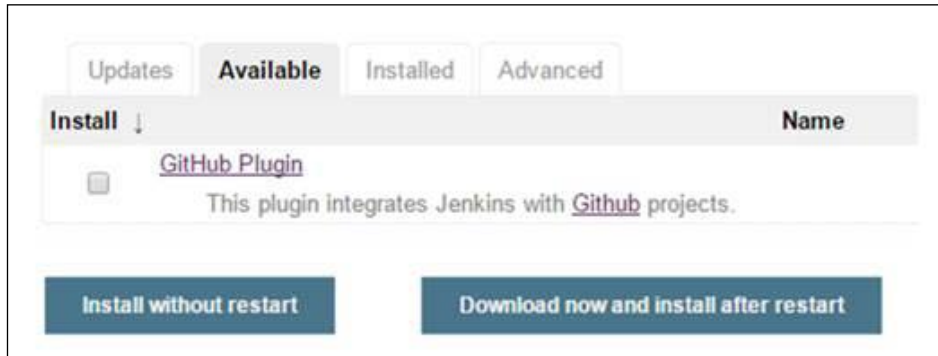 Updates Available Installed Advanced
Install ↓ Name
GitHub Plugin
This plugin integrates Jenkins with Github projects.
Install without restart Download now and install after restart